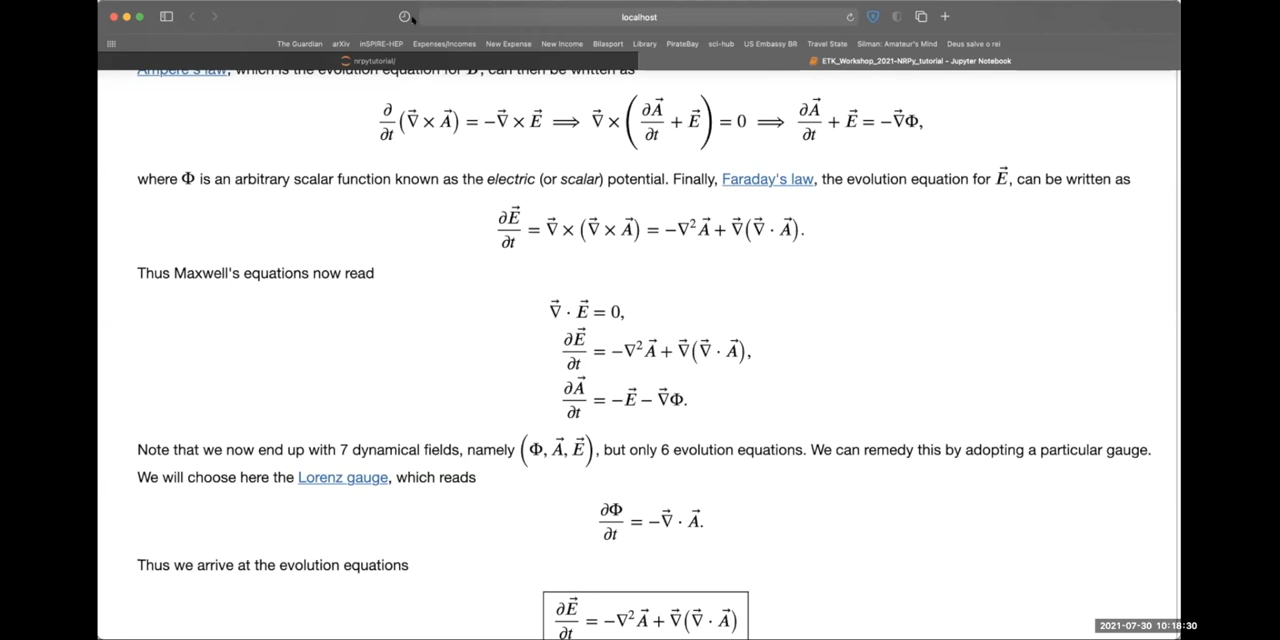 localhost
The Guardian arXiv inSPIRE-HEP Expenses/Incomes New Expense New Income Bilasport Library PirateBay sci-hub US Embassy BR Travel State Silman: Amateur's Mind Deus salve o rei
nrpytutorial/ ETK_Workshop_2021-NRPy_tutorial - Jupyter Notebook
Ampere's law, which is the evolution equation for B⃗, can then be written as
∂/∂t (∇⃗ × A⃗) = −∇⃗ × E⃗ ⟹ ∇⃗ × (∂A⃗/∂t + E⃗) = 0 ⟹ ∂A⃗/∂t + E⃗ = −∇⃗Φ,
where Φ is an arbitrary scalar function known as the electric (or scalar) potential. Finally, Faraday's law, the evolution equation for E⃗, can be written as
∂E⃗/∂t = ∇⃗ × (∇⃗ × A⃗) = −∇²A⃗ + ∇⃗(∇⃗ · A⃗).
Thus Maxwell's equations now read
∇⃗ · E⃗ = 0,
∂E⃗/∂t = −∇²A⃗ + ∇⃗(∇⃗ · A⃗),
∂A⃗/∂t = −E⃗ − ∇⃗Φ.
Note that we now end up with 7 dynamical fields, namely (Φ, A⃗, E⃗), but only 6 evolution equations. We can remedy this by adopting a particular gauge.
We will choose here the Lorenz gauge, which reads
∂Φ/∂t = −∇⃗ · A⃗.
Thus we arrive at the evolution equations
∂E⃗/∂t = −∇²A⃗ + ∇⃗(∇⃗ · A⃗)
2021-07-30 10:18:30